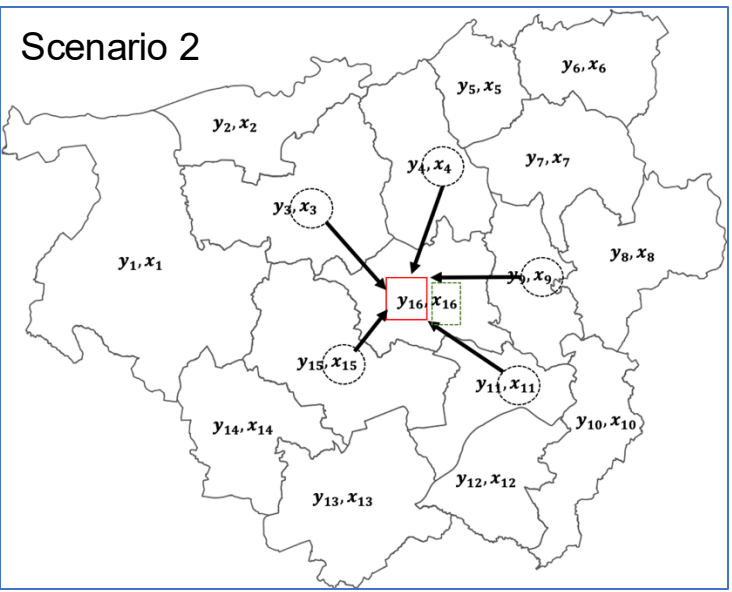 Scenario 2
y₆, x₆
y₅, x₅
y₂, x₂
y₇, x₇
y₄, x₄
y₃, x₃
y₈, x₈
y₁, x₁
y₉, x₉
y₁₆, x₁₆
y₁₅, x₁₅
y₁₁, x₁₁
y₁₀, x₁₀
y₁₄, x₁₄
y₁₂, x₁₂
y₁₃, x₁₃